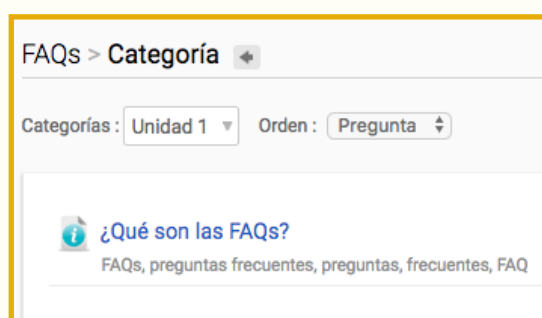 FAQs > Categoría
Categorías : Unidad 1 Orden : Pregunta
¿Qué son las FAQs?
FAQs, preguntas frecuentes, preguntas, frecuentes, FAQ